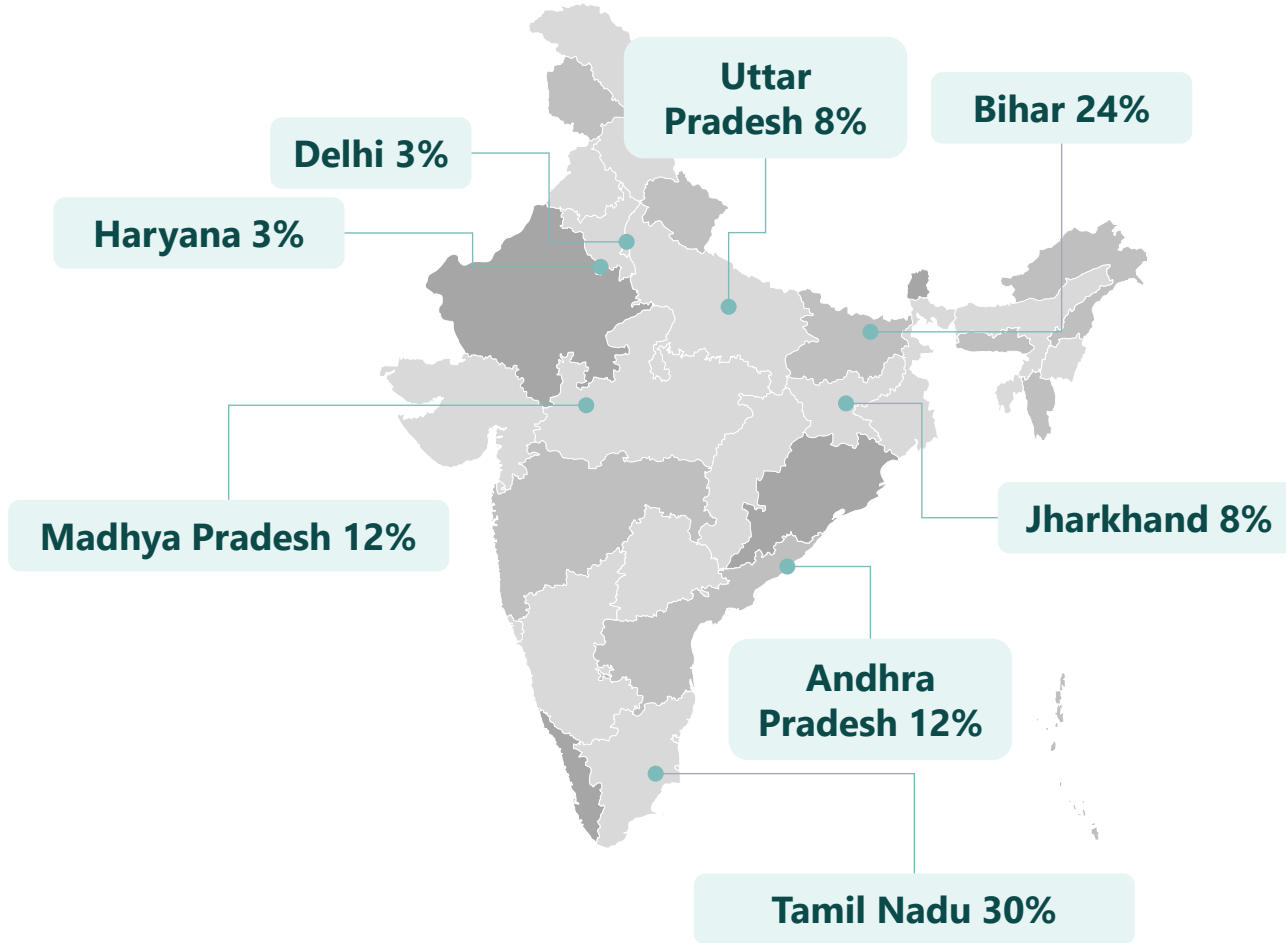 Uttar
Pradesh 8%
Bihar 24%
Delhi 3%
Haryana 3%
Madhya Pradesh 12%
Jharkhand 8%
Andhra
Pradesh 12%
Tamil Nadu 30%